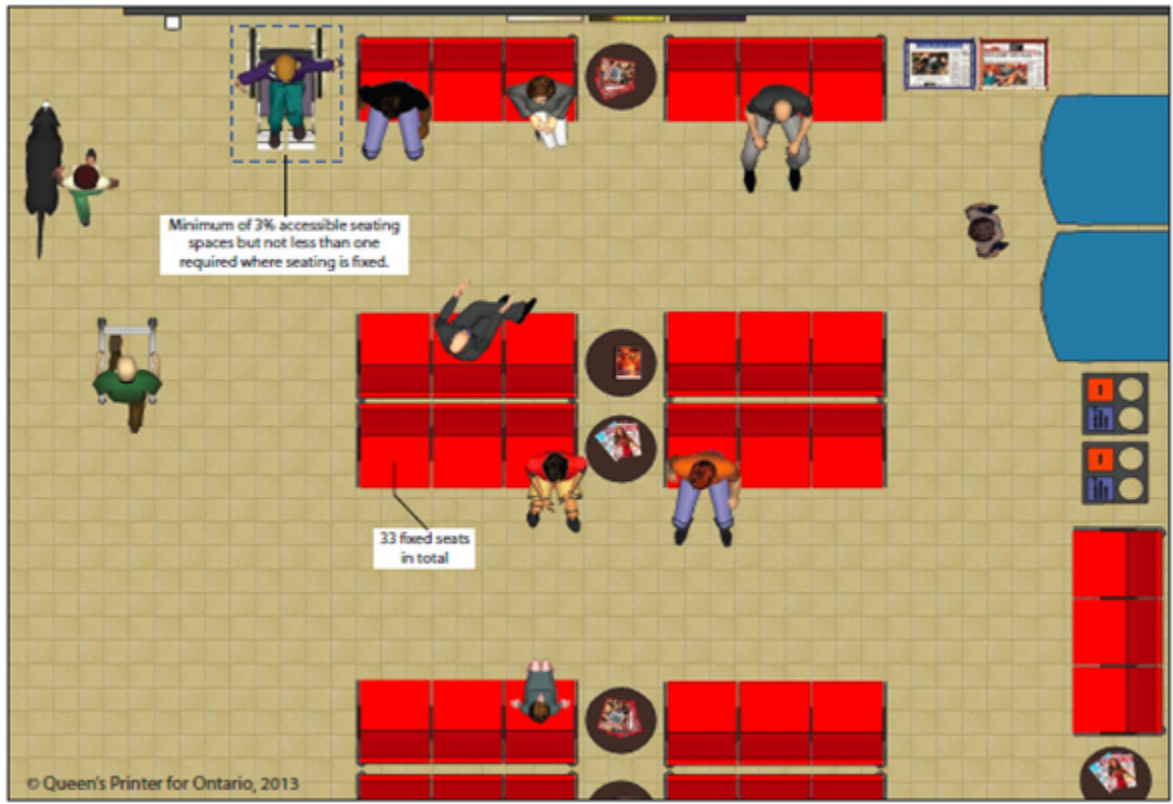 Minimum of 3% accessible seating
spaces but not less than one
required where seating is fixed.
33 fixed seats
in total
© Queen's Printer for Ontario, 2013